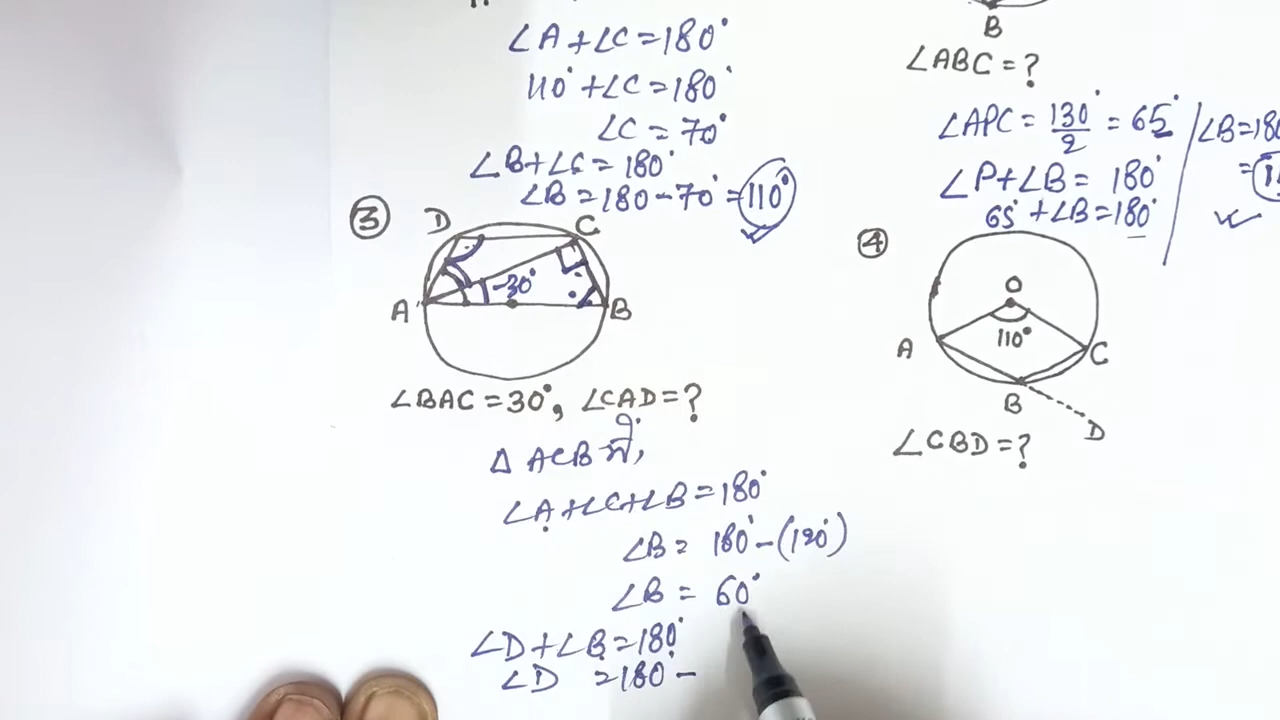 ∠A+∠C=180°
110°+∠C=180°
∠C=70°
∠B+∠C=180°
∠B=180-70°=110°
③
D
C
-30°
A
B
∠BAC=30°, ∠CAD=?
Δ ACB में,
∠A+∠C+∠B=180°
∠B=180°-(120°)
∠B=60°
∠D+∠B=180°
∠D=180°-
B
∠ABC=?
∠APC=130°/2=65°
∠P+∠B=180°
65°+∠B=180°
∠B=180
④
O
110°
A
C
B
D
∠CBD=?